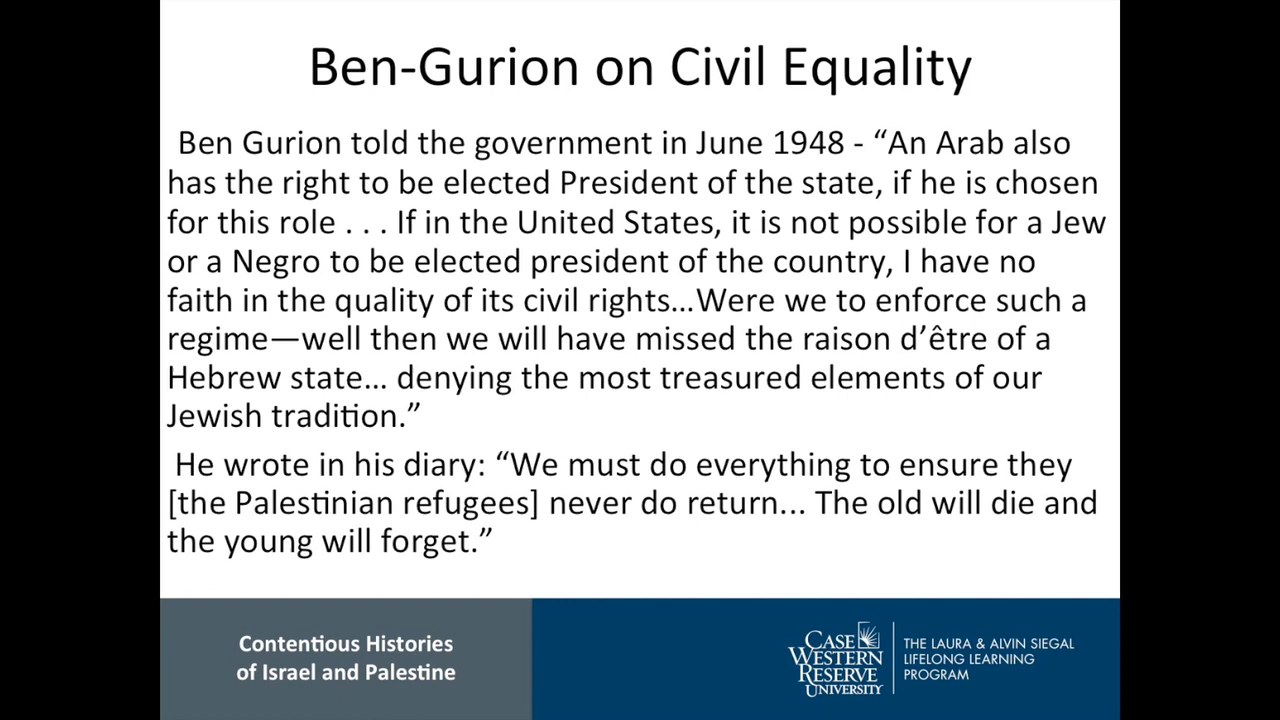 Ben-Gurion on Civil Equality
Ben Gurion told the government in June 1948 - “An Arab also
has the right to be elected President of the state, if he is chosen
for this role . . . If in the United States, it is not possible for a Jew
or a Negro to be elected president of the country, I have no
faith in the quality of its civil rights…Were we to enforce such a
regime—well then we will have missed the raison d’être of a
Hebrew state… denying the most treasured elements of our
Jewish tradition.”
He wrote in his diary: “We must do everything to ensure they
[the Palestinian refugees] never do return... The old will die and
the young will forget.”
Contentious Histories
of Israel and Palestine
CASE
WESTERN
RESERVE
UNIVERSITY
THE LAURA & ALVIN SIEGAL
LIFELONG LEARNING
PROGRAM